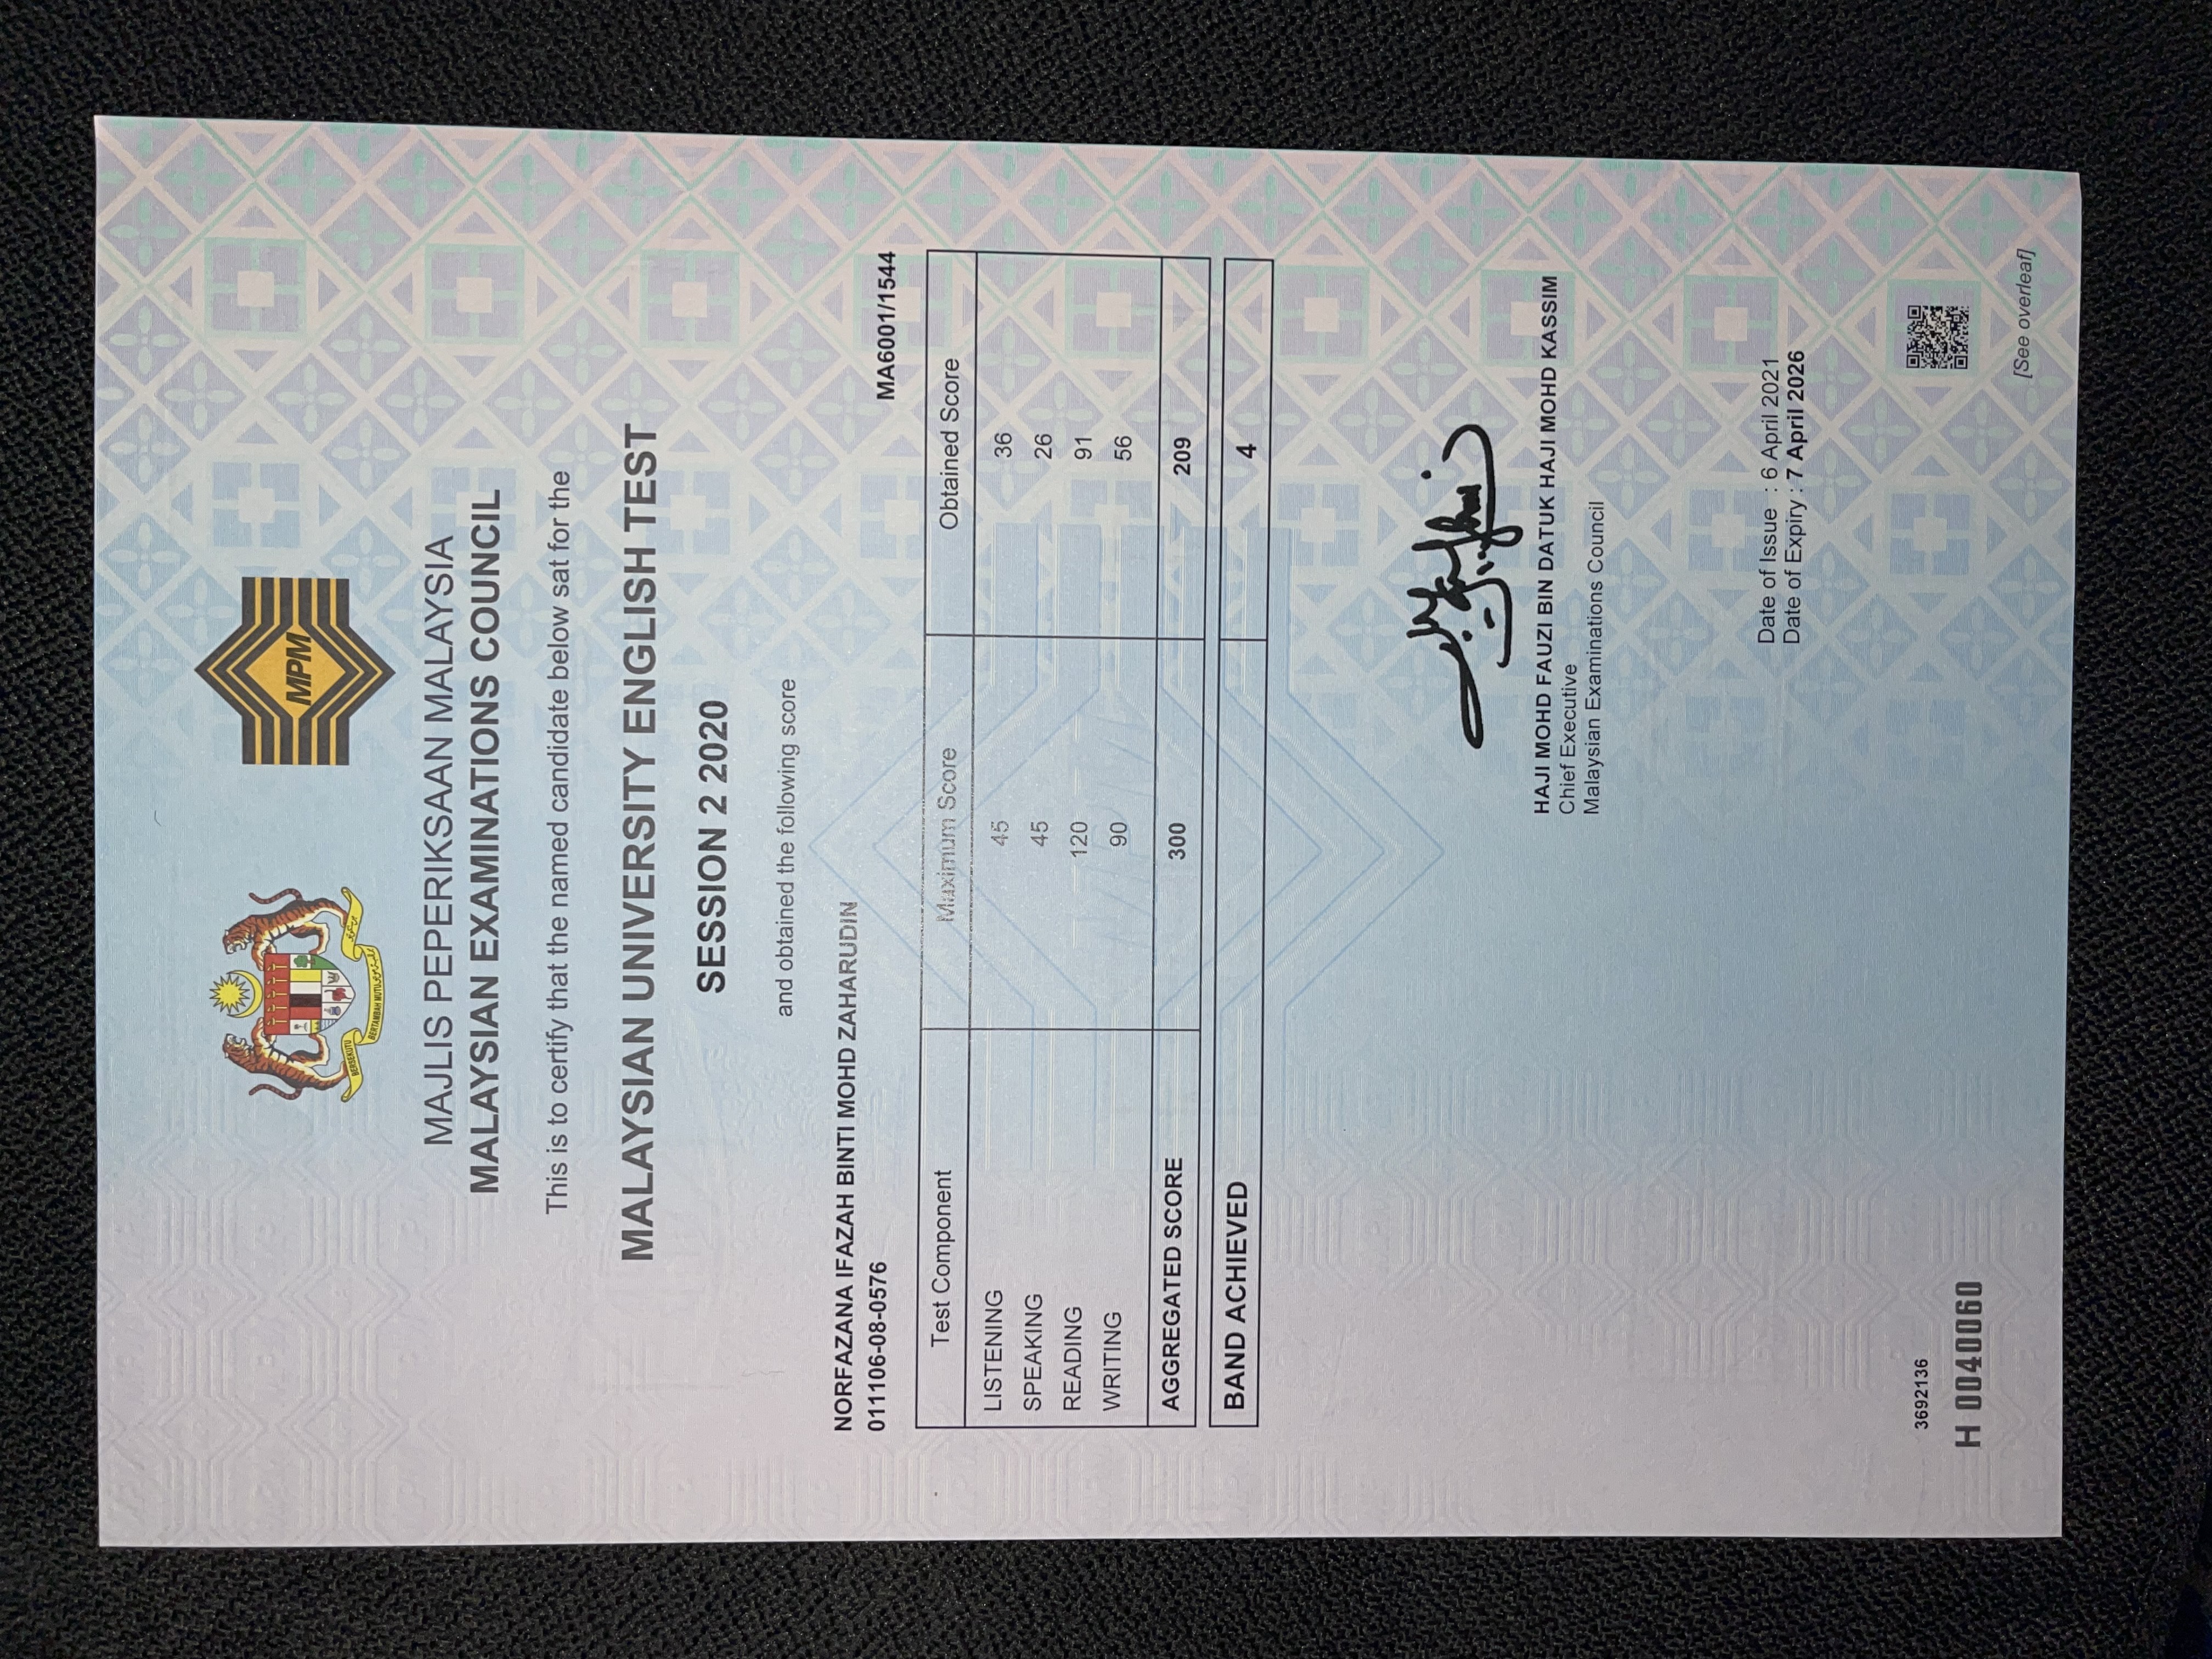 BERSEKUTU
BERTAMBAH MUTU
MPM
MAJLIS PEPERIKSAAN MALAYSIA
MALAYSIAN EXAMINATIONS COUNCIL
This is to certify that the named candidate below sat for the
MALAYSIAN UNIVERSITY ENGLISH TEST
SESSION 2 2020
and obtained the following score
NORFAZANA IFAZAH BINTI MOHD ZAHARUDIN
011106-08-0576 MA6001/1544
Test Component Maximum Score Obtained Score
LISTENING 45 36
SPEAKING 45 26
READING 120 91
WRITING 90 56
AGGREGATED SCORE 300 209
BAND ACHIEVED 4
HAJI MOHD FAUZI BIN DATUK HAJI MOHD KASSIM
Chief Executive
Malaysian Examinations Council
Date of Issue : 6 April 2021
Date of Expiry : 7 April 2026
3692136
H 0040060
[See overleaf]